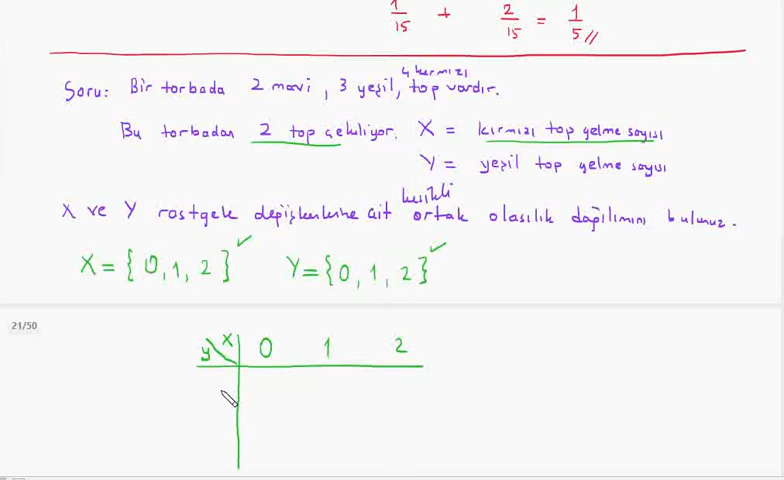 1/15 + 2/15 = 1/5 //
Soru: Bir torbada 2 mavi, 3 yeşil, 4 kırmızı top vardır.
Bu torbadan 2 top çekiliyor. X = kırmızı top gelme sayısı
Y = yeşil top gelme sayısı
X ve Y rastgele değişkenlerine ait kesikli ortak olasılık dağılımını bulunuz.
X = {0, 1, 2} ✓ Y = {0, 1, 2} ✓
21/50
y \ X 0 1 2